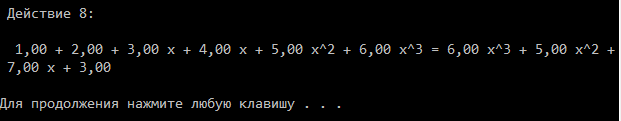 Действие 8:
1,00 + 2,00 + 3,00 x + 4,00 x + 5,00 x^2 + 6,00 x^3 = 6,00 x^3 + 5,00 x^2 +
7,00 x + 3,00
Для продолжения нажмите любую клавишу . . .